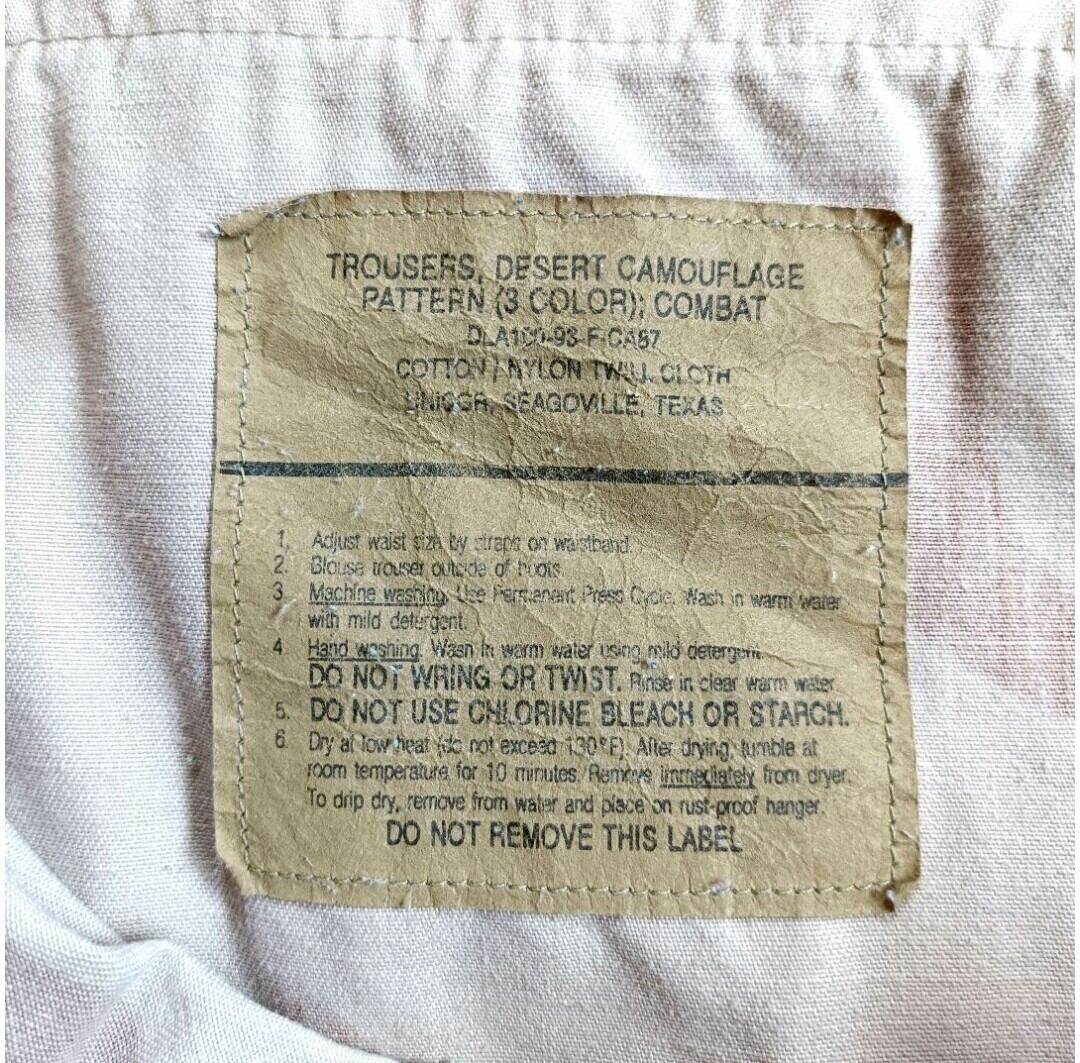 TROUSERS, DESERT CAMOUFLAGE
PATTERN (3 COLOR); COMBAT
DLA100-93-F-CA67
COTTON / NYLON TWILL CLOTH
UNICOR, SEAGOVILLE, TEXAS
1. Adjust waist size by straps on waistband.
2. Blouse trouser outside of boots
3. Machine washing. Use Permanent Press Cycle. Wash in warm water
with mild detergent.
4. Hand washing. Wash in warm water using mild detergent.
DO NOT WRING OR TWIST. Rinse in clear warm water.
5. DO NOT USE CHLORINE BLEACH OR STARCH.
6. Dry at low heat (do not exceed 130°F). After drying, tumble at
room temperature for 10 minutes. Remove immediately from dryer.
To drip dry, remove from water and place on rust-proof hanger.
DO NOT REMOVE THIS LABEL